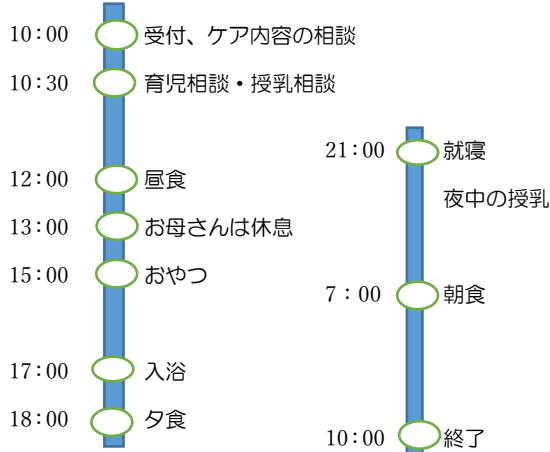 10:00 受付、ケア内容の相談
10:30 育児相談・授乳相談
12:00 昼食
13:00 お母さんは休息
15:00 おやつ
17:00 入浴
18:00 夕食
21:00 就寝
夜中の授乳
7:00 朝食
10:00 終了